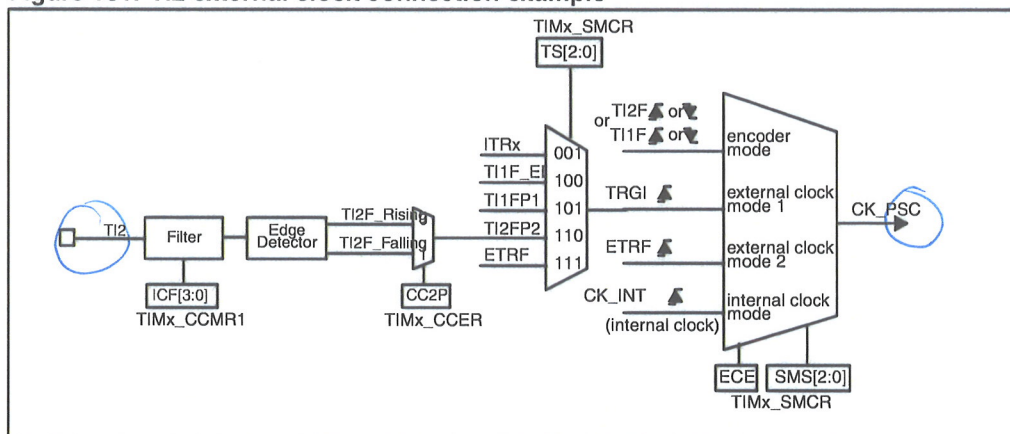 TIMx_SMCR
TS[2:0]
or TI2F or
TI1F or
encoder
mode
ITRx
001
TI1F_E
100
TI1FP1
101
TI2FP2
110
ETRF
111
TRGI
external clock
mode 1
CK_PSC
ETRF
external clock
mode 2
CK_INT
(internal clock)
internal clock
mode
TI2
Filter
Edge
Detector
TI2F_Rising
TI2F_Falling
ICF[3:0]
TIMx_CCMR1
CC2P
TIMx_CCER
ECE
SMS[2:0]
TIMx_SMCR